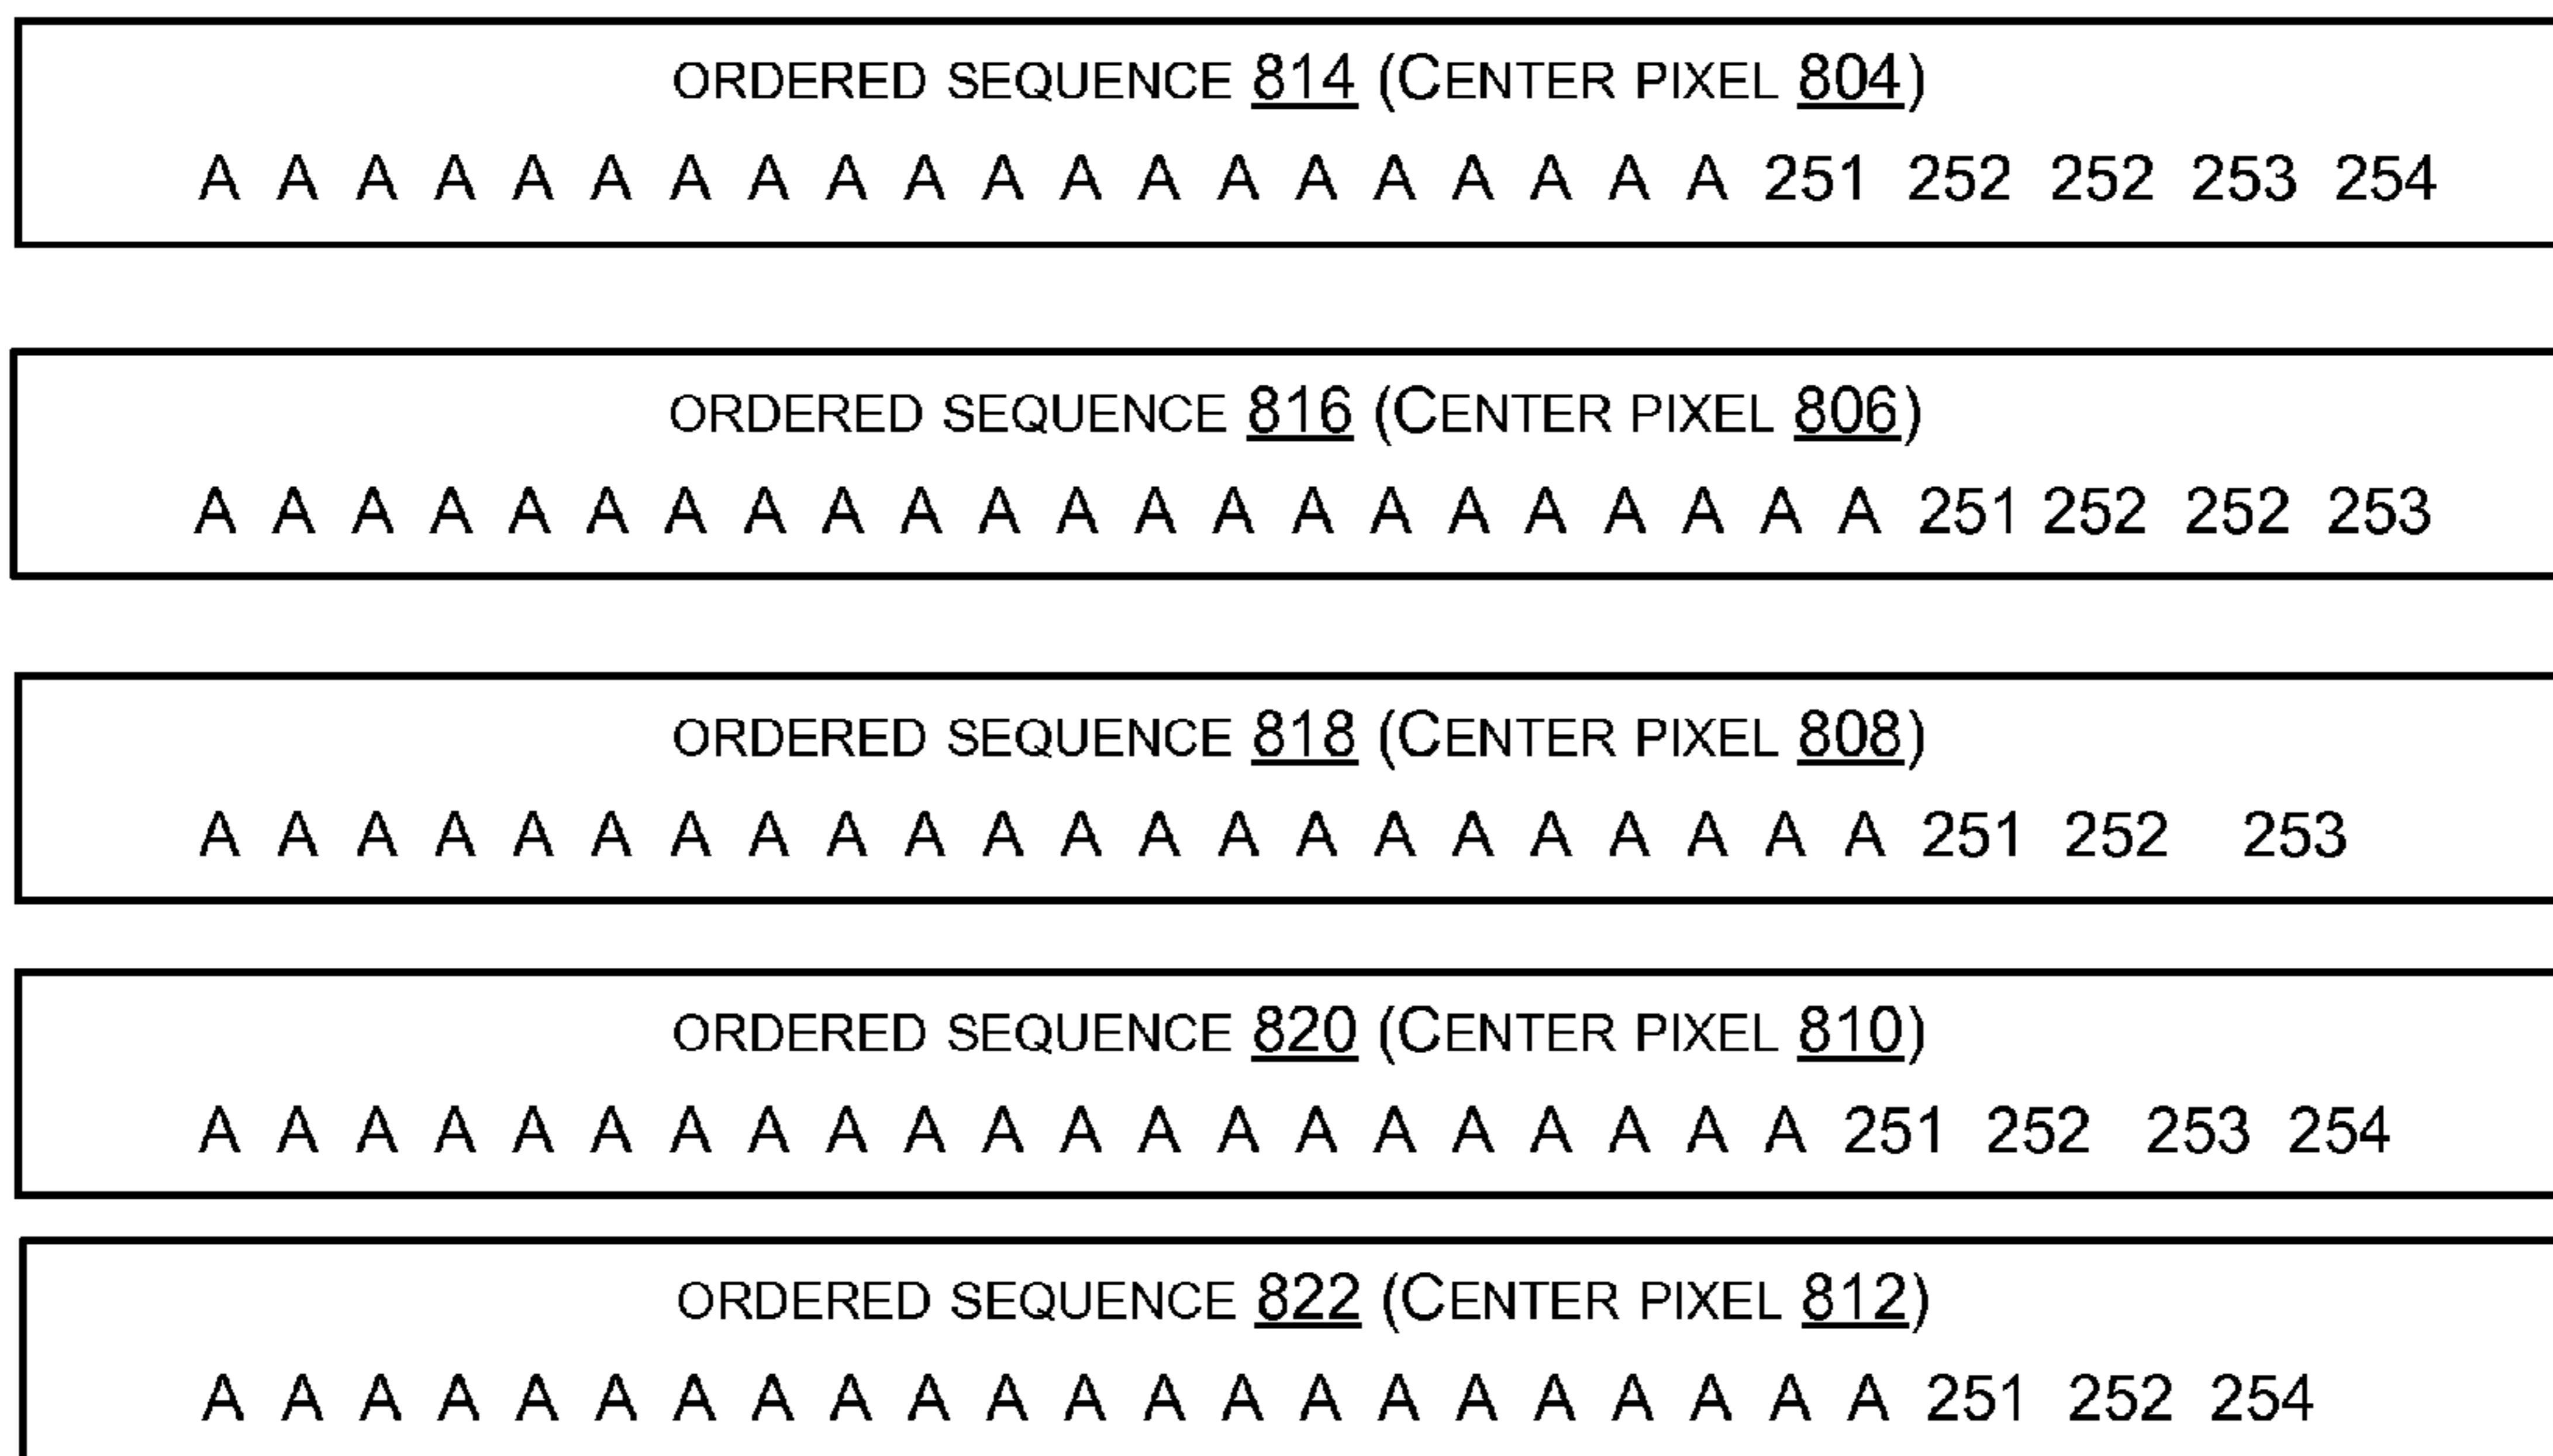 ORDERED SEQUENCE 814 (CENTER PIXEL 804)
A A A A A A A A A A A A A A A A A A A A 251 252 252 253 254
ORDERED SEQUENCE 816 (CENTER PIXEL 806)
A A A A A A A A A A A A A A A A A A A A A A 251 252 252 253
ORDERED SEQUENCE 818 (CENTER PIXEL 808)
A A A A A A A A A A A A A A A A A A A A A A 251 252 253
ORDERED SEQUENCE 820 (CENTER PIXEL 810)
A A A A A A A A A A A A A A A A A A A A A 251 252 253 254
ORDERED SEQUENCE 822 (CENTER PIXEL 812)
A A A A A A A A A A A A A A A A A A A A A A 251 252 254